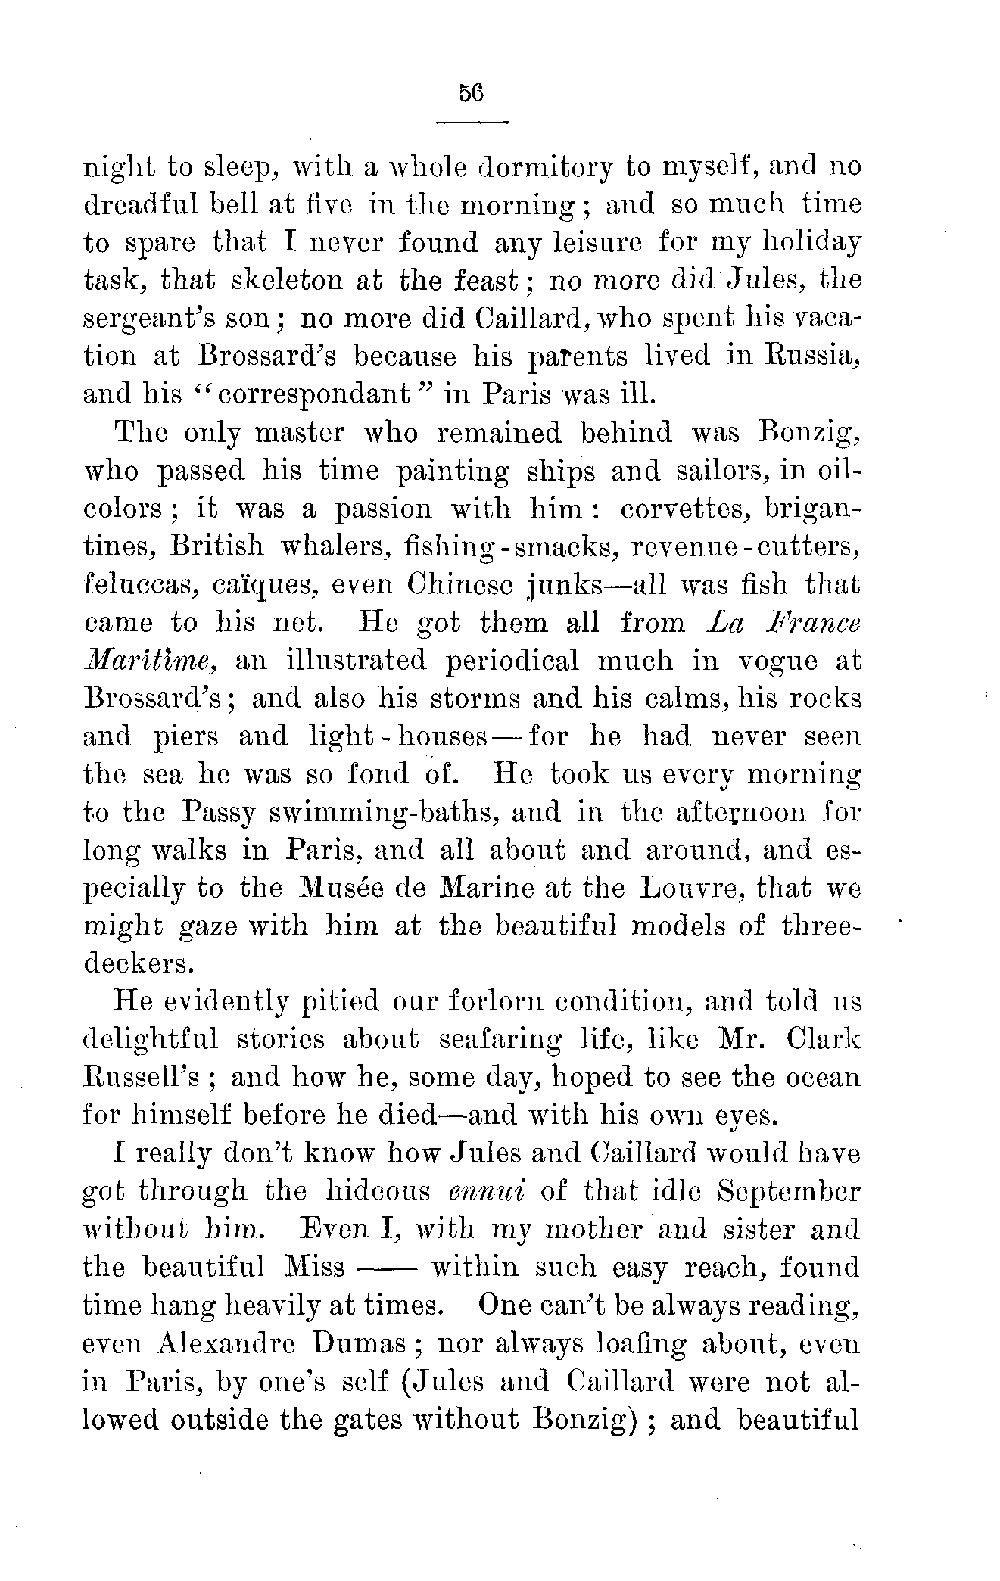 56
night to sleep, with a whole dormitory to myself, and no
dreadful bell at five in the morning; and so much time
to spare that I never found any leisure for my holiday
task, that skeleton at the feast; no more did Jules, the
sergeant's son; no more did Caillard, who spent his vaca-
tion at Brossard's because his parents lived in Russia,
and his “correspondant” in Paris was ill.
The only master who remained behind was Bonzig,
who passed his time painting ships and sailors, in oil-
colors; it was a passion with him: corvettes, brigan-
tines, British whalers, fishing-smacks, revenue-cutters,
feluccas, caïques, even Chinese junks—all was fish that
came to his net. He got them all from La France
Maritime, an illustrated periodical much in vogue at
Brossard's; and also his storms and his calms, his rocks
and piers and light-houses—for he had never seen
the sea he was so fond of. He took us every morning
to the Passy swimming-baths, and in the afternoon for
long walks in Paris, and all about and around, and es-
pecially to the Musée de Marine at the Louvre, that we
might gaze with him at the beautiful models of three-
deckers.
He evidently pitied our forlorn condition, and told us
delightful stories about seafaring life, like Mr. Clark
Russell's; and how he, some day, hoped to see the ocean
for himself before he died—and with his own eyes.
I really don't know how Jules and Caillard would have
got through the hideous ennui of that idle September
without him. Even I, with my mother and sister and
the beautiful Miss —— within such easy reach, found
time hang heavily at times. One can't be always reading,
even Alexandre Dumas; nor always loafing about, even
in Paris, by one's self (Jules and Caillard were not al-
lowed outside the gates without Bonzig); and beautiful